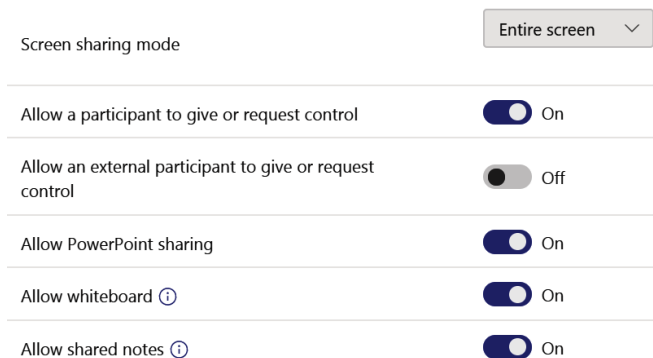 Screen sharing mode
Entire screen
Allow a participant to give or request control
On
Allow an external participant to give or request
control
Off
Allow PowerPoint sharing
On
Allow whiteboard
On
Allow shared notes
On